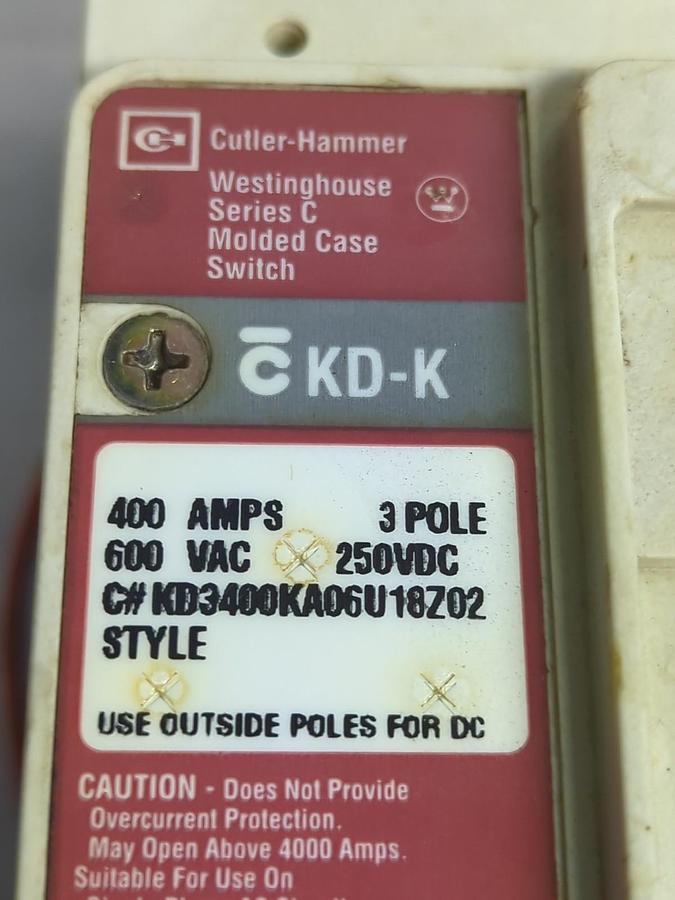 Cutler-Hammer
Westinghouse
Series C
Molded Case
Switch
C KD-K
400 AMPS 3 POLE
600 VAC 250VDC
C# KD3400KA06U18Z02
STYLE
USE OUTSIDE POLES FOR DC
CAUTION - Does Not Provide
Overcurrent Protection.
May Open Above 4000 Amps.
Suitable For Use On